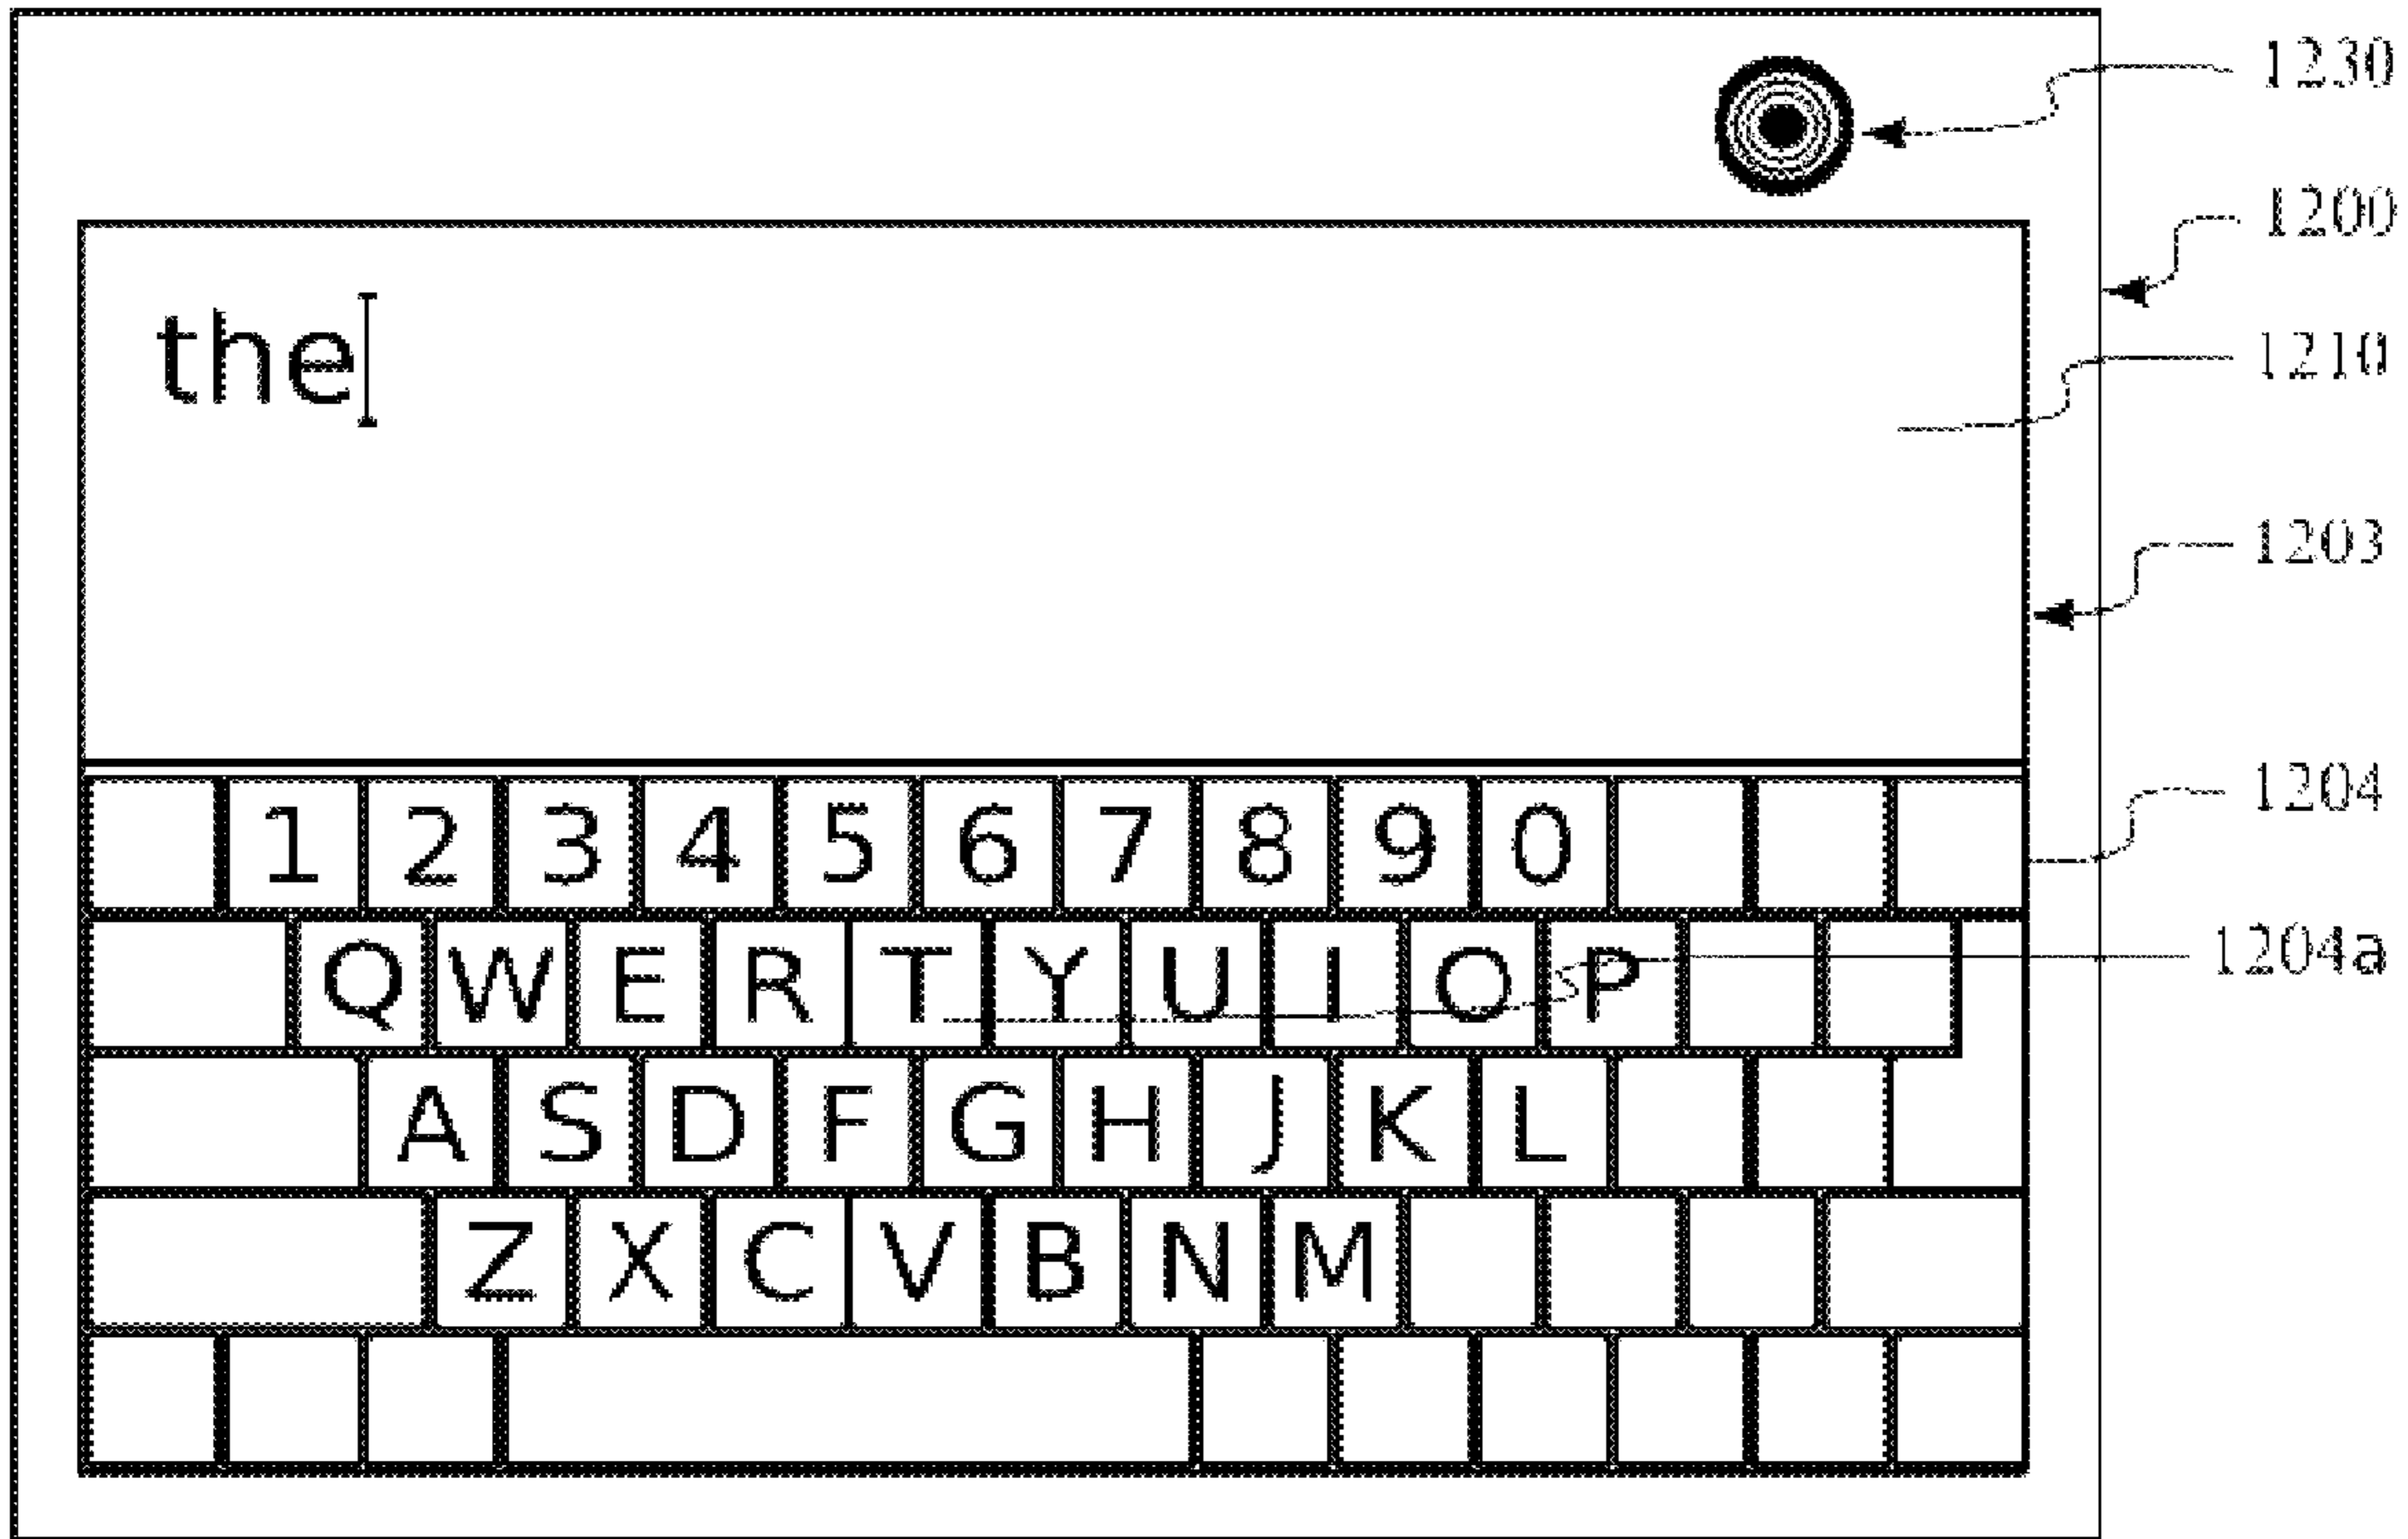 1230
1200
the
1210
1203
1 2 3 4 5 6 7 8 9 0
1204
Q W E R T Y U I O P
1204a
A S D F G H J K L
Z X C V B N M